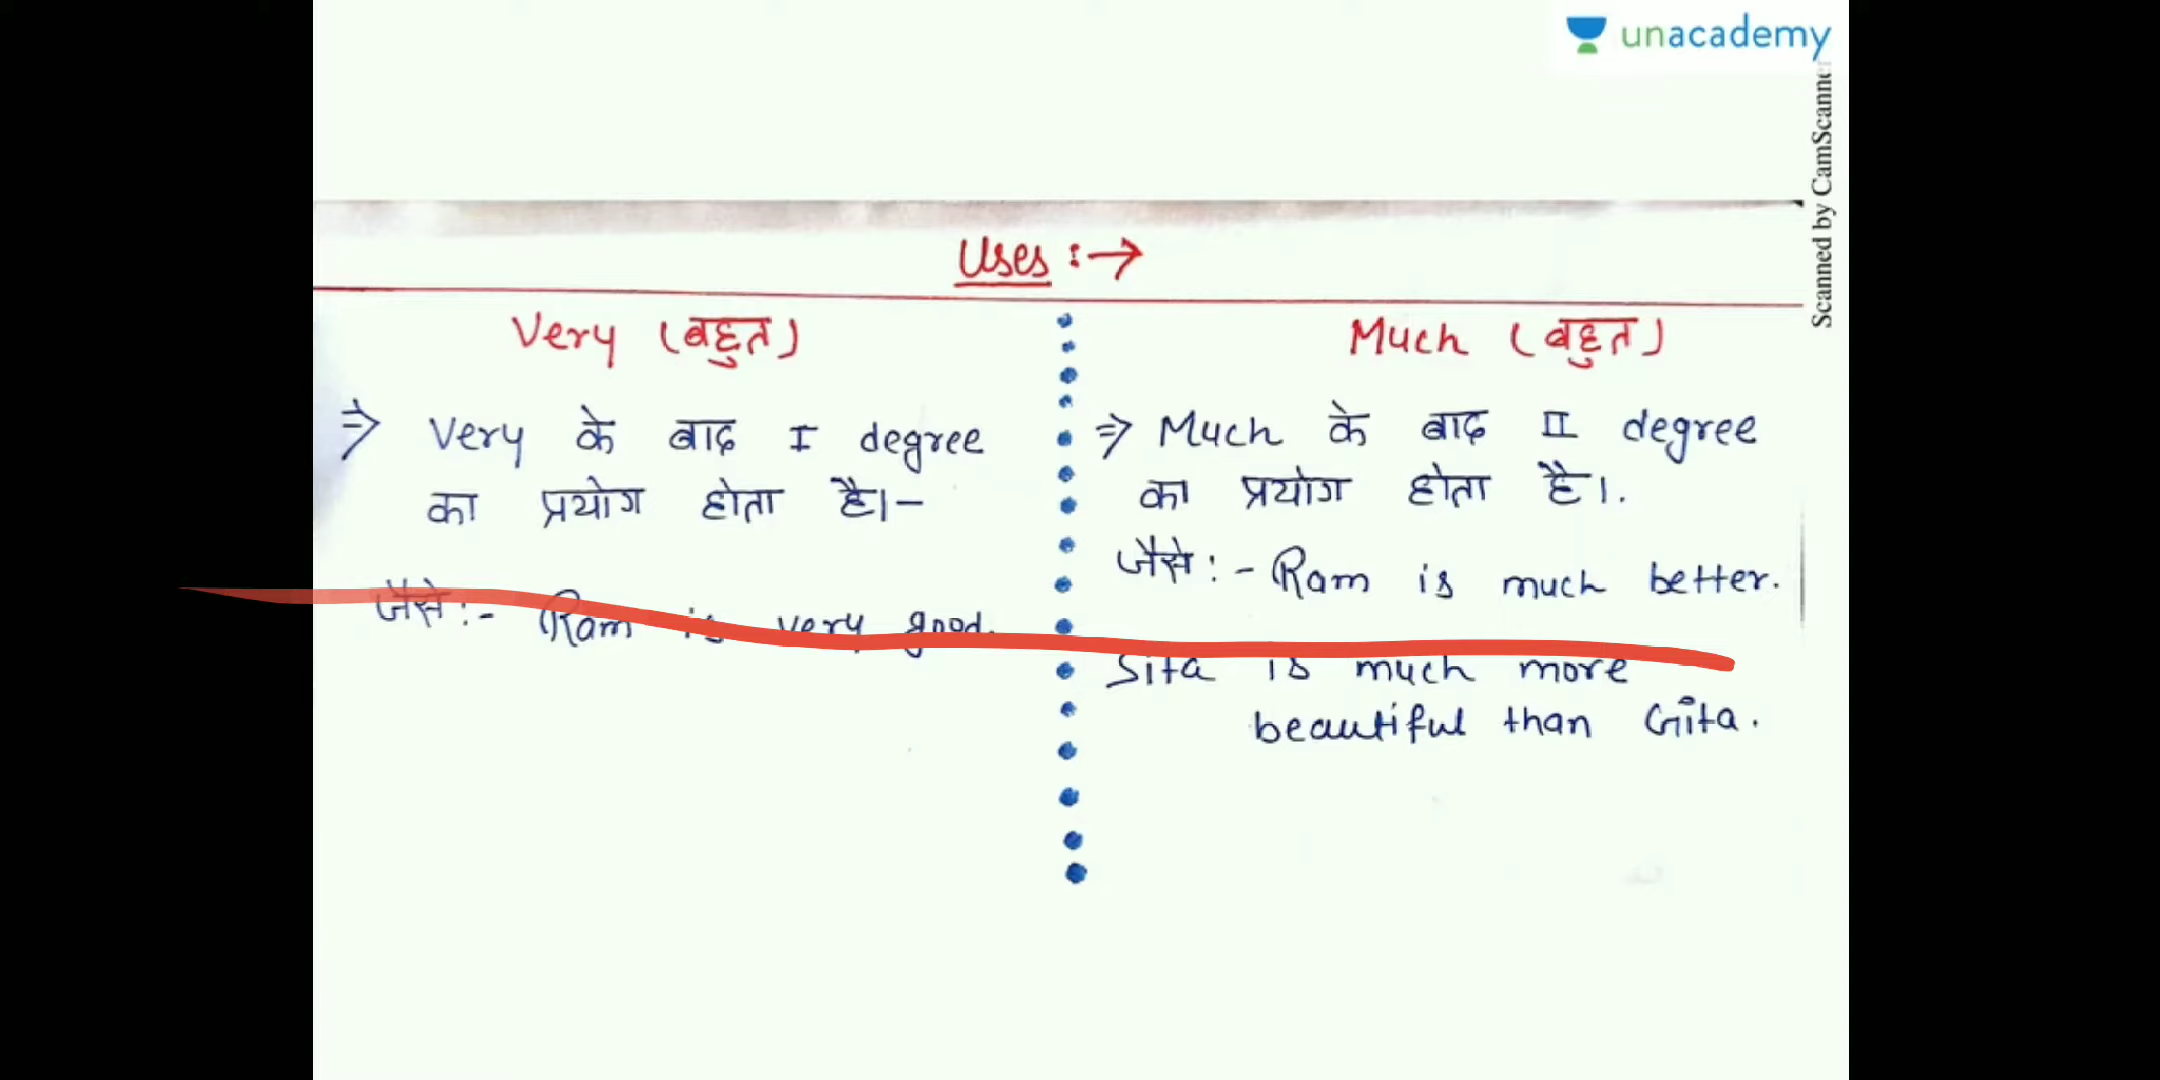 unacademy
Scanned by CamScanner
Uses :→
Very (बहुत)
⇒ Very के बाद I degree
का प्रयोग होता है।-
जैसे:- Ram is very good.
Much (बहुत)
⇒ Much के बाद II degree
का प्रयोग होता है।.
जैसे:- Ram is much better.
Sita is much more
beautiful than Gita.